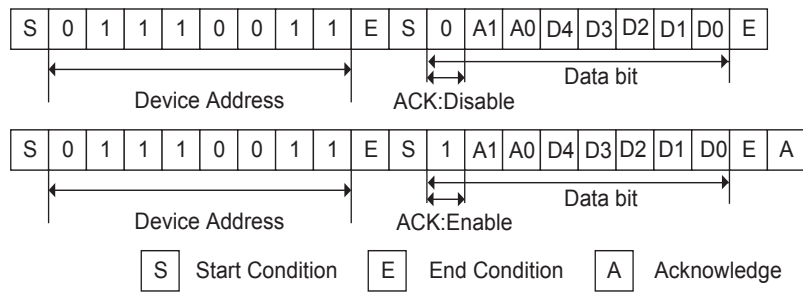 S 0 1 1 1 0 0 1 1 E S 0 A1 A0 D4 D3 D2 D1 D0 E
Device Address
ACK:Disable
Data bit
S 0 1 1 1 0 0 1 1 E S 1 A1 A0 D4 D3 D2 D1 D0 E A
Device Address
ACK:Enable
Data bit
S Start Condition E End Condition A Acknowledge